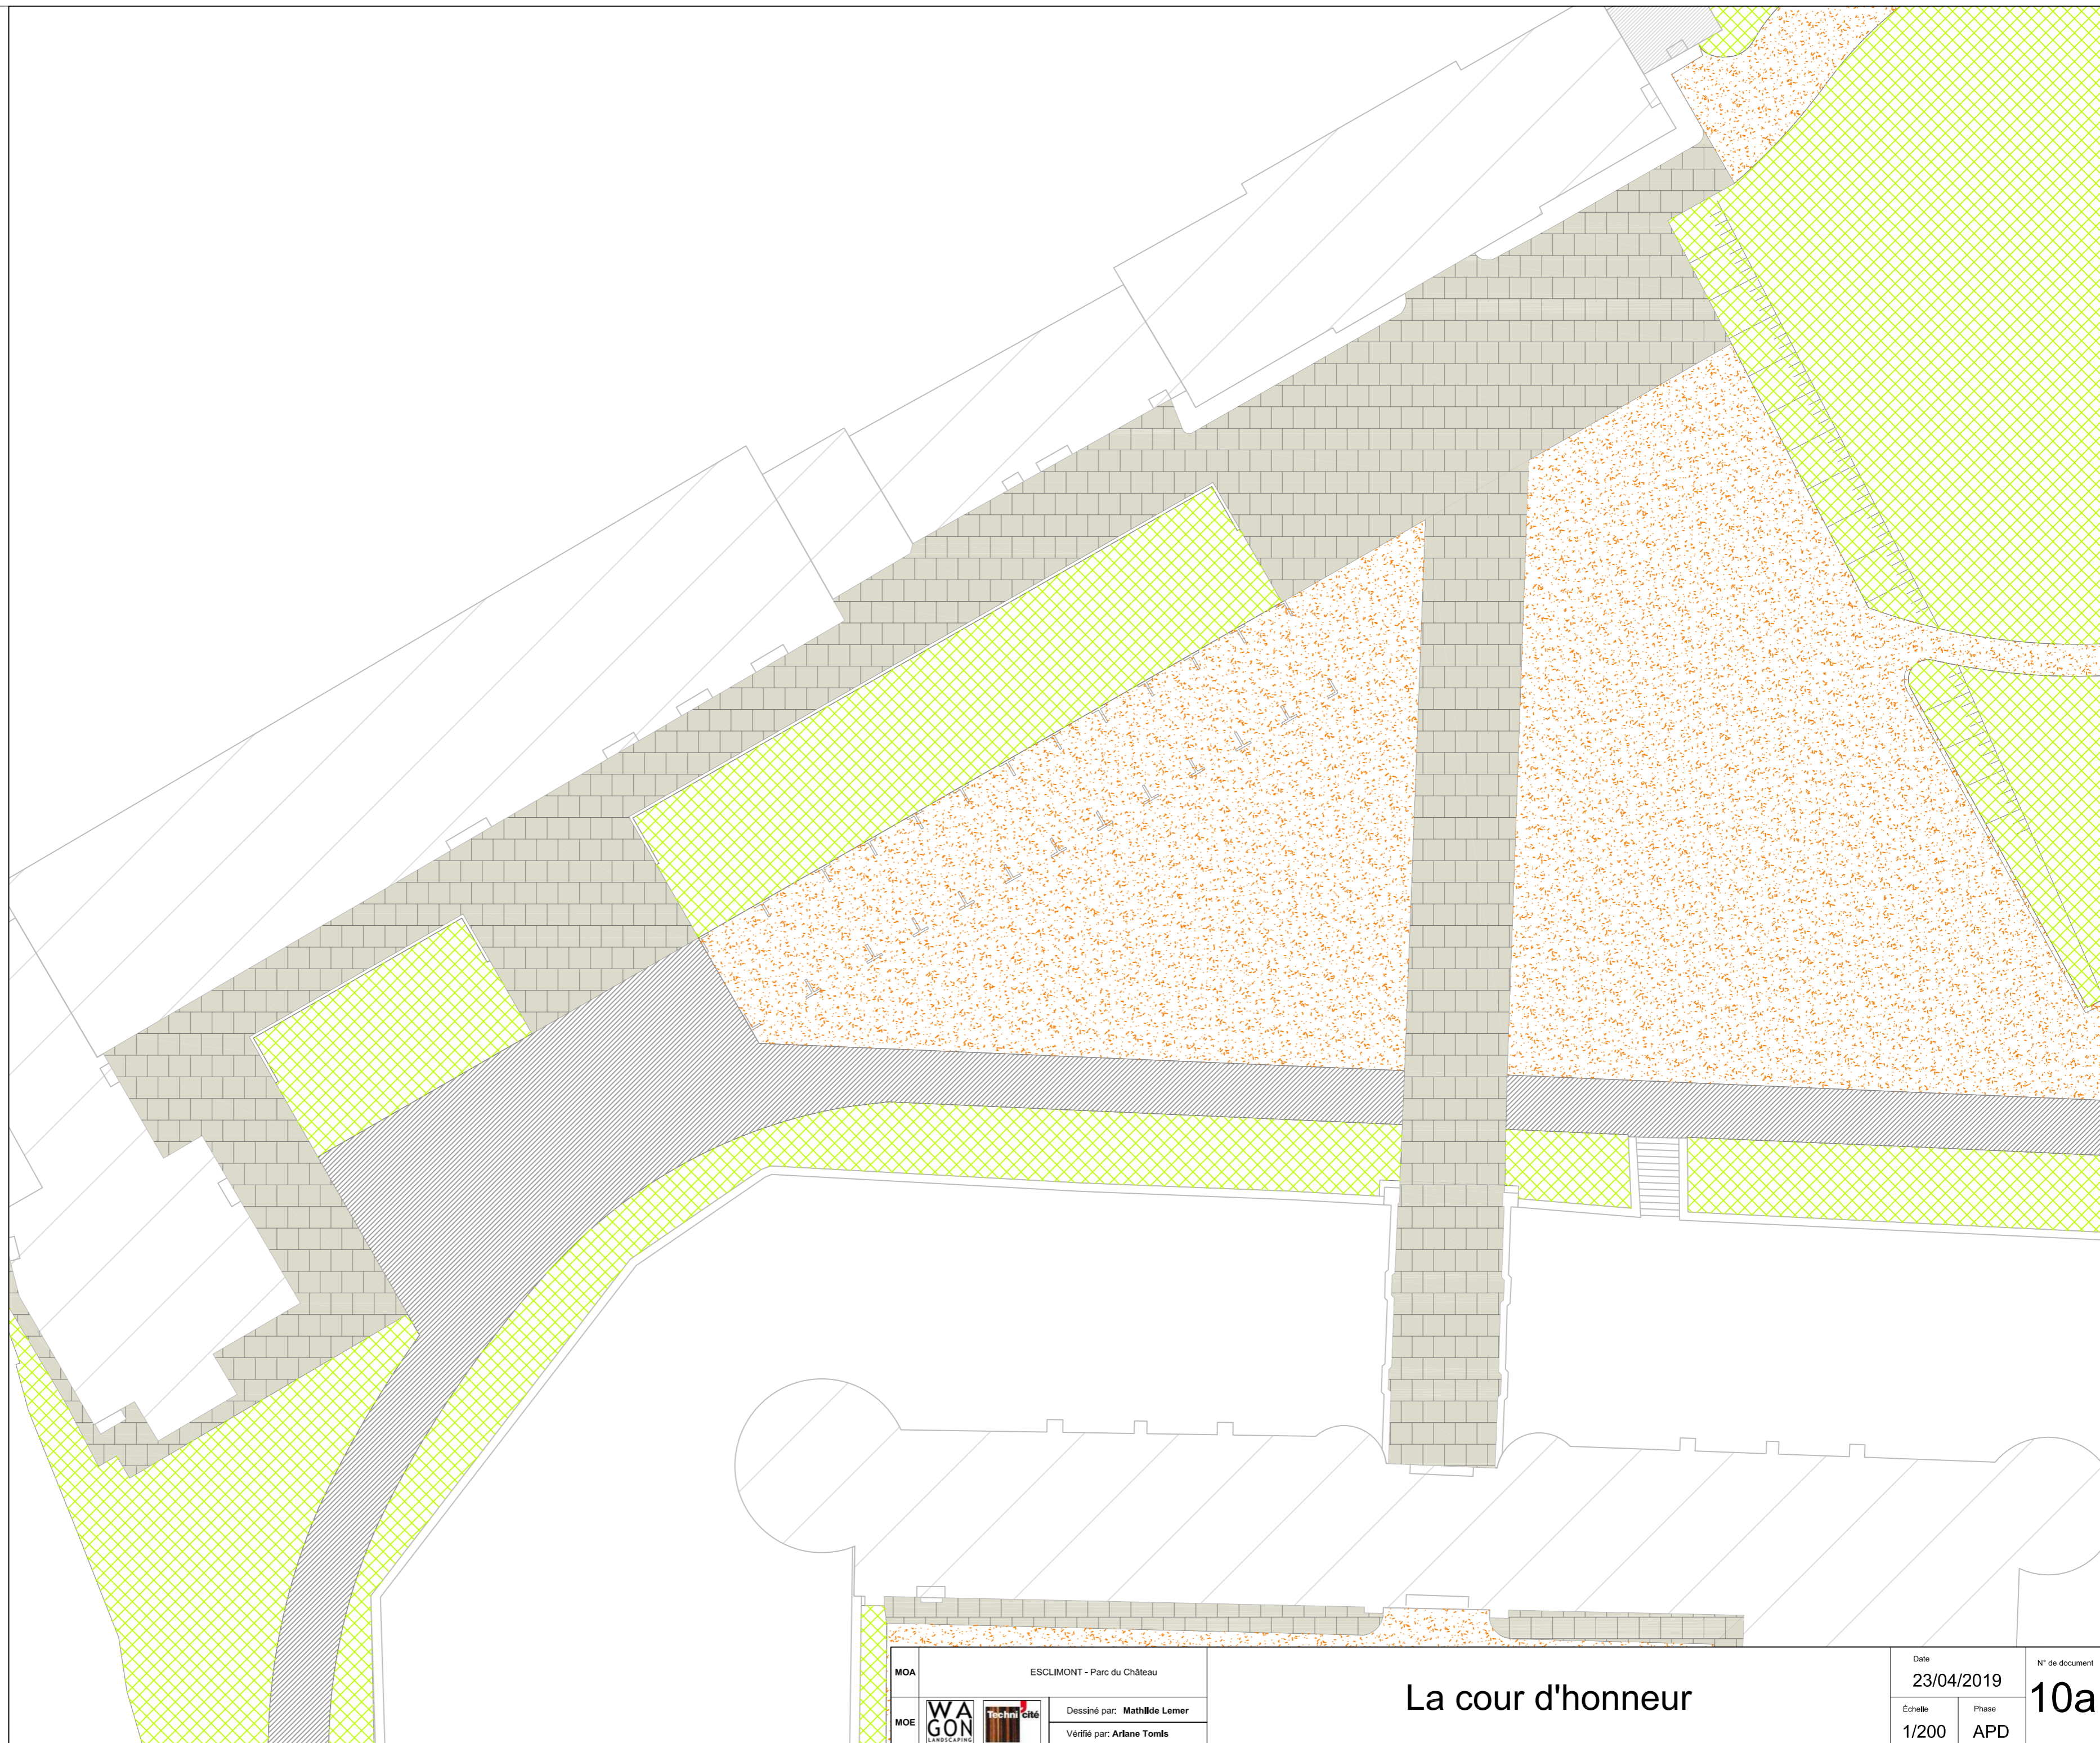 MOA
ESCLIMONT - Parc du Château
MOE
WA
GON
LANDSCAPING
Techni'cité
Dessiné par: Mathilde Lemer
Vérifié par: Ariane Tomis
La cour d'honneur
Date
23/04/2019
Échelle
1/200
Phase
APD
N° de document
10a